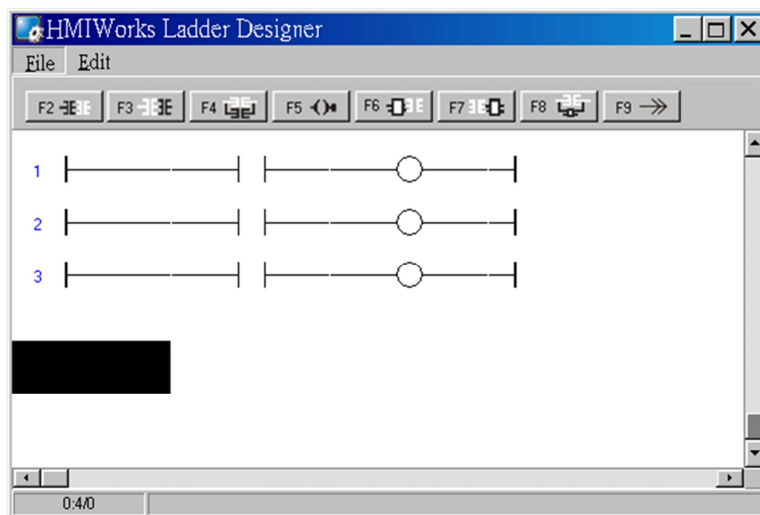 HMIWorks Ladder Designer
File Edit
F2 F3 F4 F5 F6 F7 F8 F9
1
2
3
0:4/0